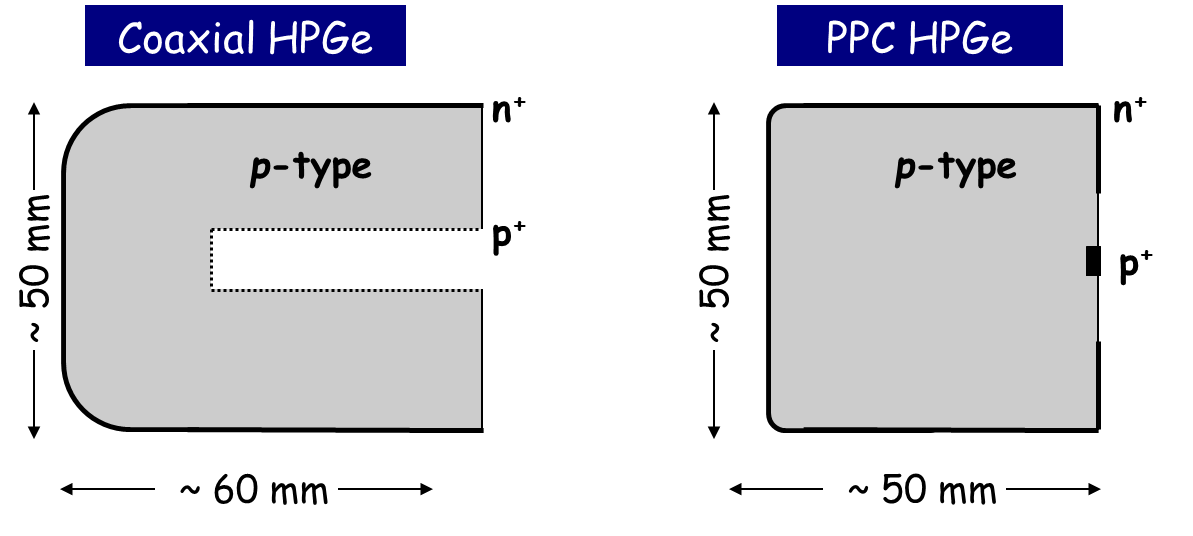 Coaxial HPGe
n⁺
p-type
p⁺
~ 50 mm
~ 60 mm
PPC HPGe
n⁺
p-type
p⁺
~ 50 mm
~ 50 mm